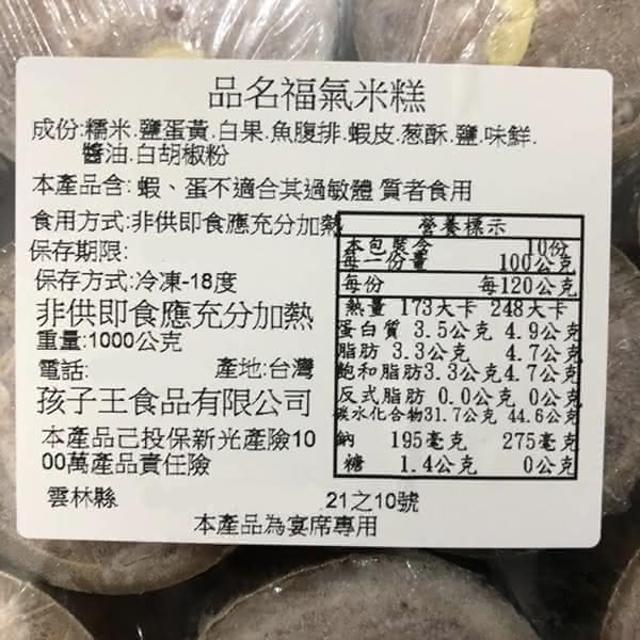 品名福氣米糕
成份:糯米.鹽蛋黃.白果.魚腹排.蝦皮.葱酥.鹽.味鮮.
醬油.白胡椒粉
本產品含:蝦、蛋不適合其過敏體 質者食用
食用方式:非供即食應充分加熱
保存期限:
保存方式:冷凍-18度
非供即食應充分加熱
重量:1000公克
電話: 產地:台灣
孩子王食品有限公司
本產品己投保新光產險10
00萬產品責任險
雲林縣 21之10號
本產品為宴席專用
營養標示
本包裝含 10份
每一份量 100公克
每份 每120公克
熱量 173大卡 248大卡
蛋白質 3.5公克 4.9公克
脂肪 3.3公克 4.7公克
飽和脂肪3.3公克4.7公克
反式脂肪 0.0公克 0公克
碳水化合物31.7公克 44.6公克
鈉 195毫克 275毫克
糖 1.4公克 0公克